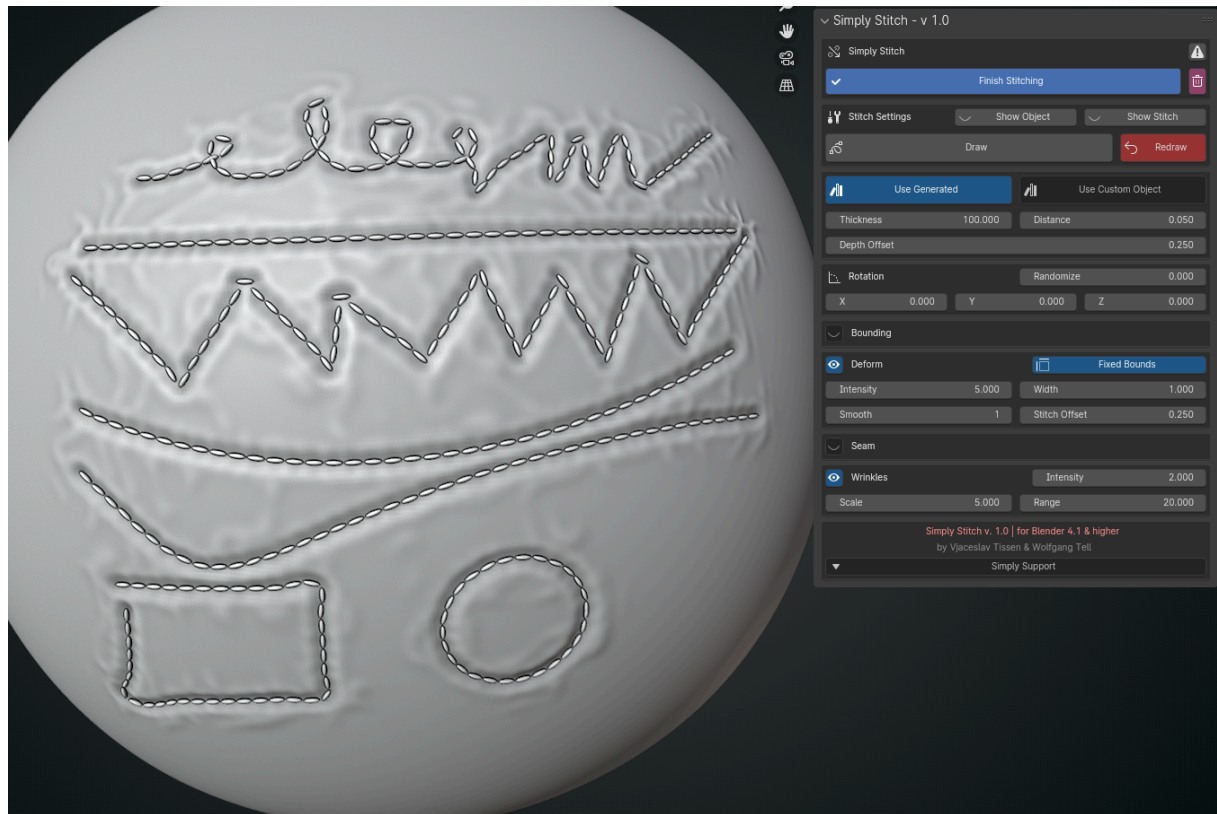 Simply Stitch - v 1.0
Simply Stitch
Finish Stitching
Stitch Settings Show Object Show Stitch
Draw Redraw
Use Generated Use Custom Object
Thickness 100.000 Distance 0.050
Depth Offset 0.250
Rotation Randomize 0.000
X 0.000 Y 0.000 Z 0.000
Bounding
Deform Fixed Bounds
Intensity 5.000 Width 1.000
Smooth 1 Stitch Offset 0.250
Seam
Wrinkles Intensity 2.000
Scale 5.000 Range 20.000
Simply Stitch v. 1.0 | for Blender 4.1 & higher
by Vjaceslav Tissen & Wolfgang Tell
Simply Support